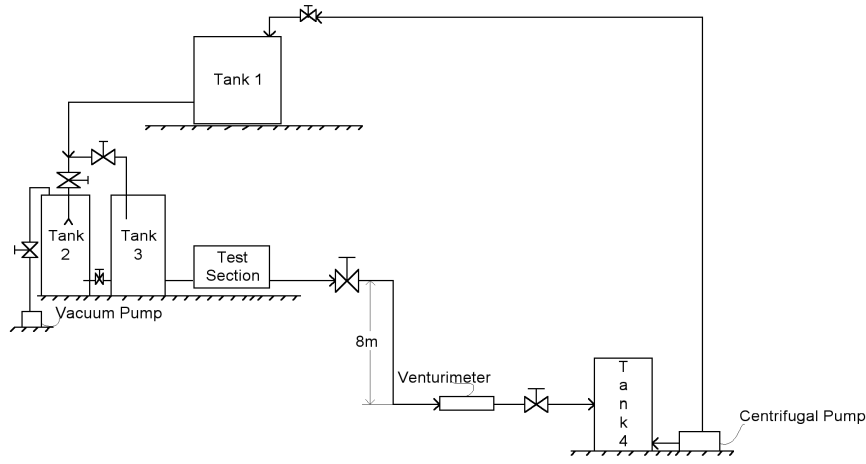 Tank 1
Tank
2
Tank
3
Test
Section
Vacuum Pump
8m
Venturimeter
T
a
n
k
4
Centrifugal Pump